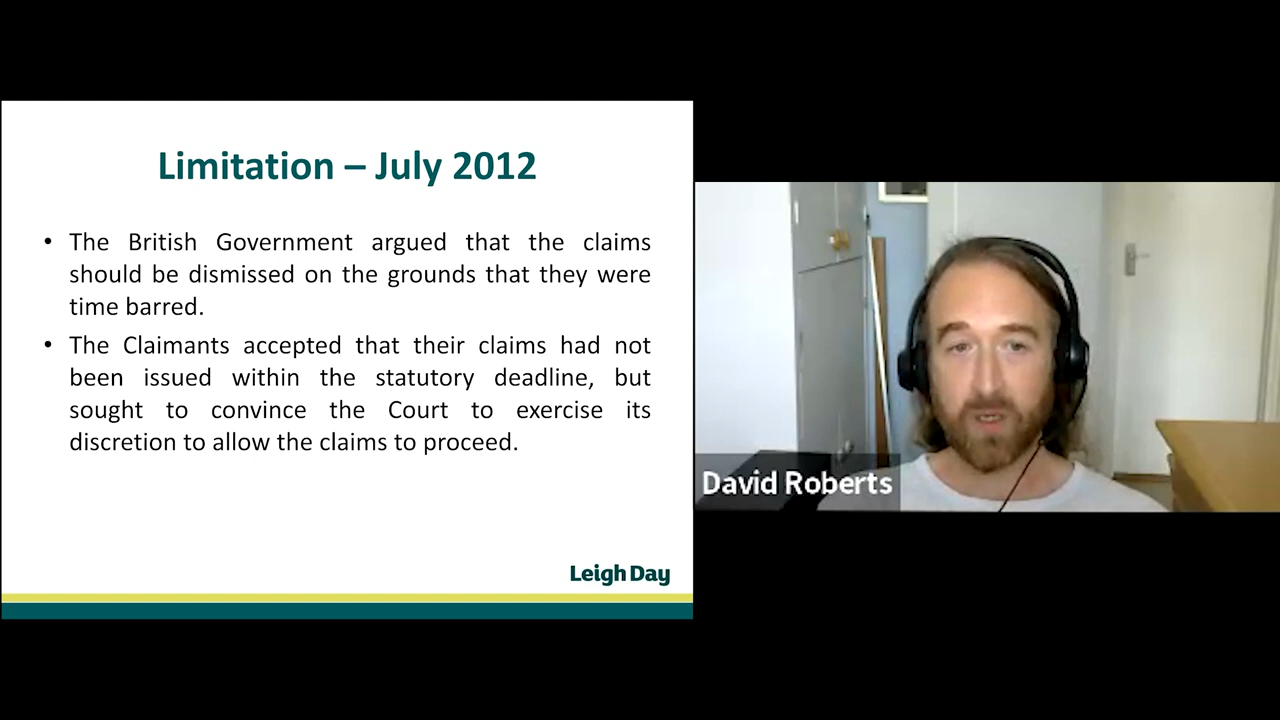 Limitation – July 2012
• The British Government argued that the claims
should be dismissed on the grounds that they were
time barred.
• The Claimants accepted that their claims had not
been issued within the statutory deadline, but
sought to convince the Court to exercise its
discretion to allow the claims to proceed.
Leigh Day
David Roberts